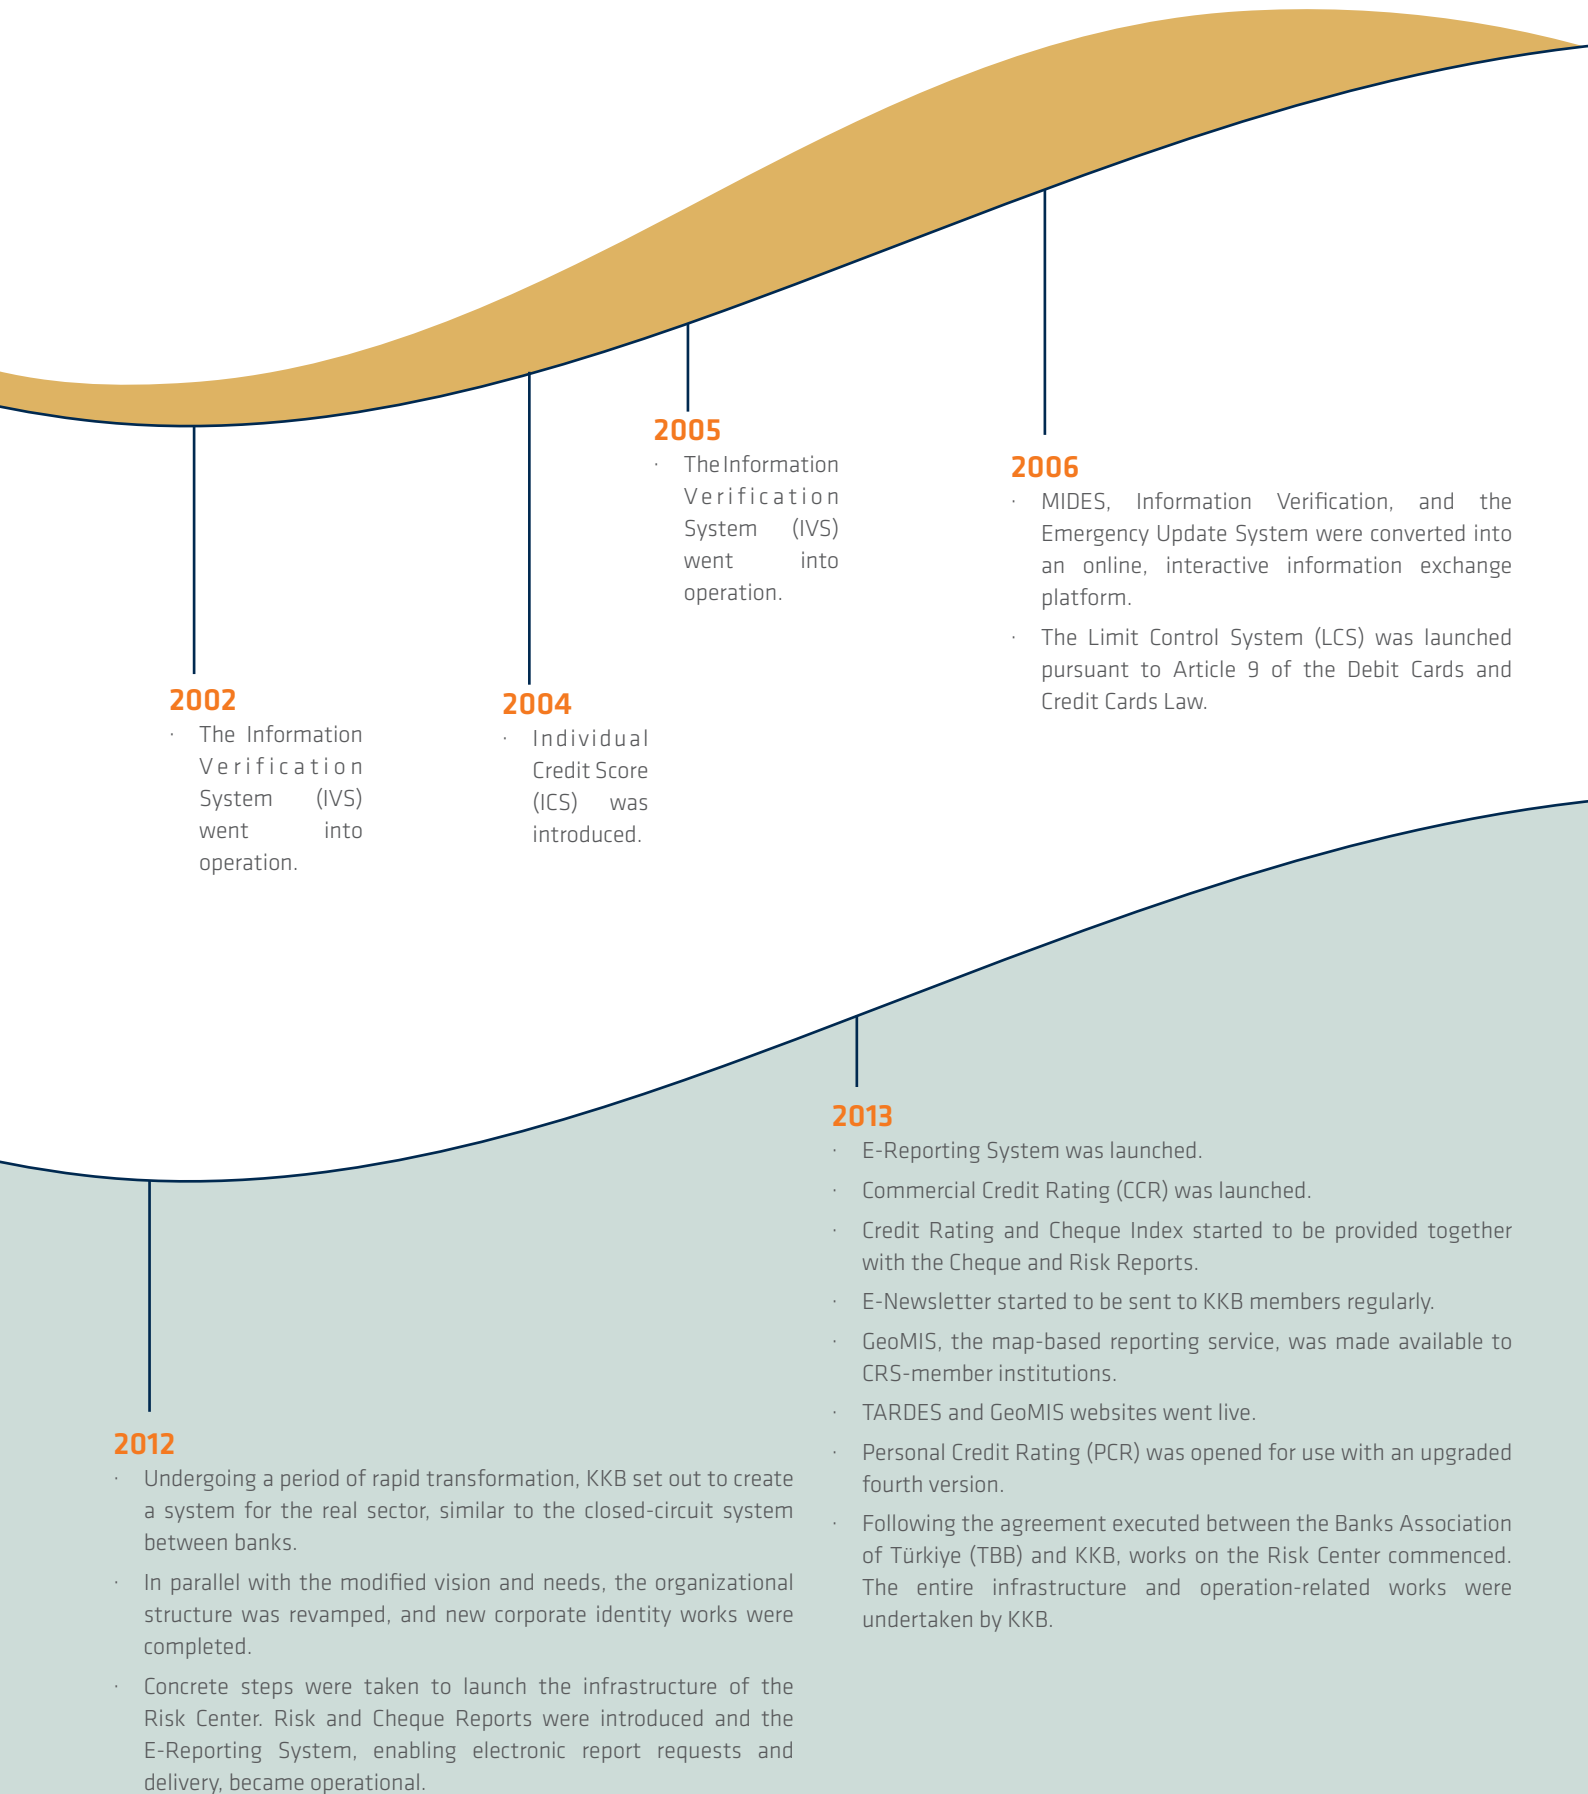 2002
· The Information
Verification
System (IVS)
went into
operation.
2004
· Individual
Credit Score
(ICS) was
introduced.
2005
· The Information
Verification
System (IVS)
went into
operation.
2006
· MIDES, Information Verification, and the
Emergency Update System were converted into
an online, interactive information exchange
platform.
· The Limit Control System (LCS) was launched
pursuant to Article 9 of the Debit Cards and
Credit Cards Law.
2012
· Undergoing a period of rapid transformation, KKB set out to create
a system for the real sector, similar to the closed-circuit system
between banks.
· In parallel with the modified vision and needs, the organizational
structure was revamped, and new corporate identity works were
completed.
· Concrete steps were taken to launch the infrastructure of the
Risk Center. Risk and Cheque Reports were introduced and the
E-Reporting System, enabling electronic report requests and
delivery, became operational.
2013
· E-Reporting System was launched.
· Commercial Credit Rating (CCR) was launched.
· Credit Rating and Cheque Index started to be provided together
with the Cheque and Risk Reports.
· E-Newsletter started to be sent to KKB members regularly.
· GeoMIS, the map-based reporting service, was made available to
CRS-member institutions.
· TARDES and GeoMIS websites went live.
· Personal Credit Rating (PCR) was opened for use with an upgraded
fourth version.
· Following the agreement executed between the Banks Association
of Türkiye (TBB) and KKB, works on the Risk Center commenced.
The entire infrastructure and operation-related works were
undertaken by KKB.